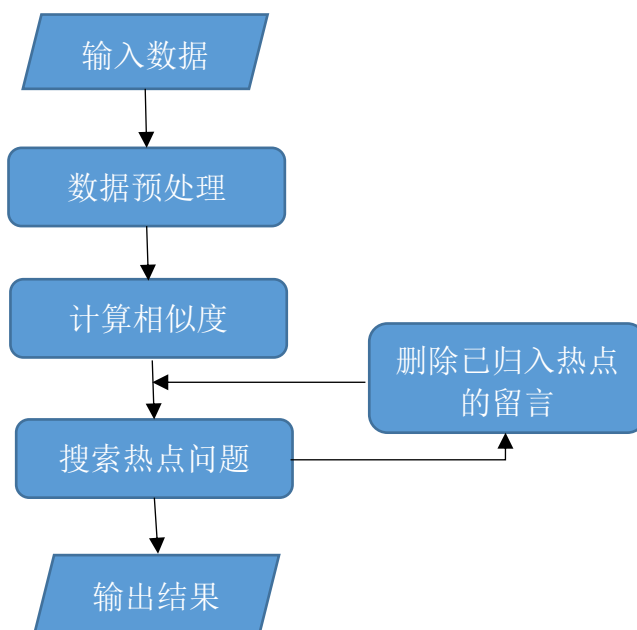 输入数据
数据预处理
计算相似度
删除已归入热点
的留言
搜索热点问题
输出结果